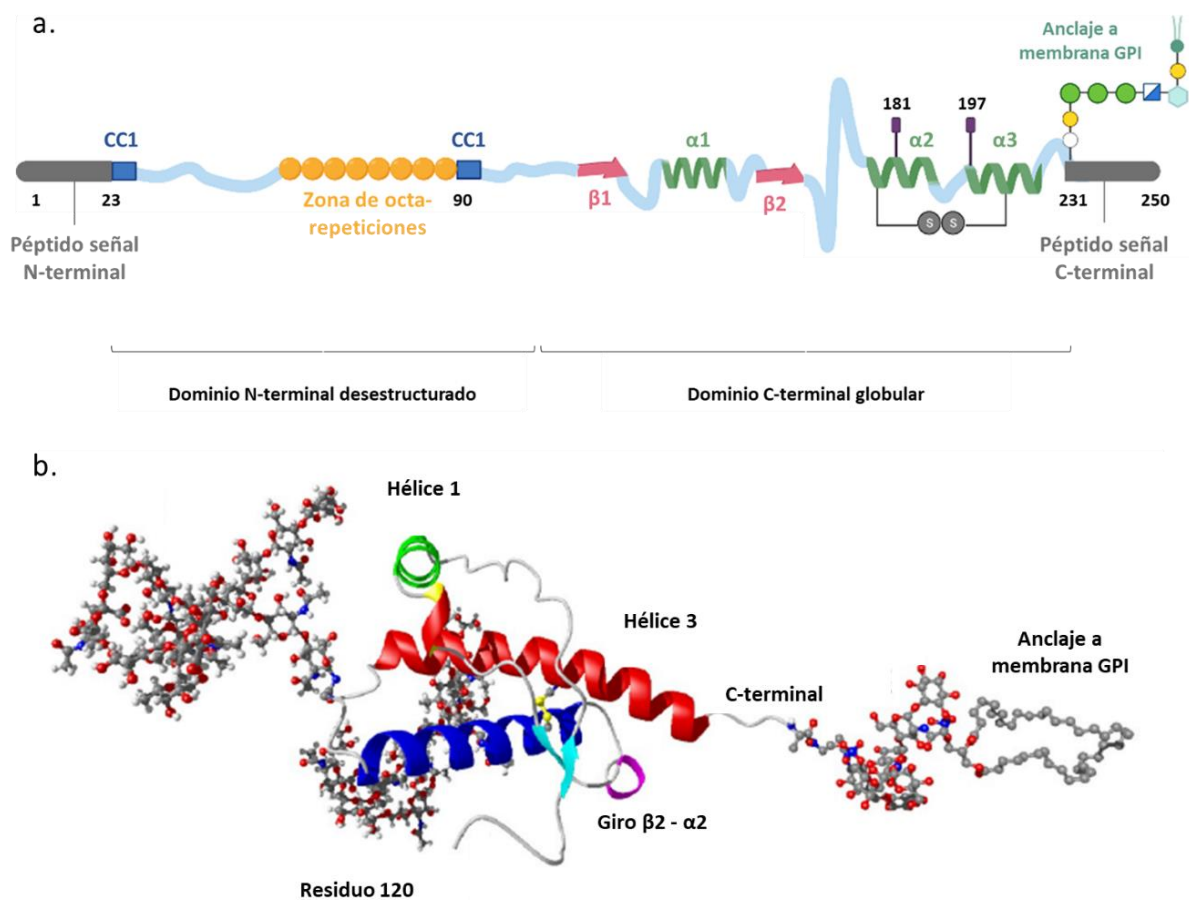 a.
Anclaje a
membrana GPI
181
197
CC1
CC1
α1
α2
α3
1
23
Zona de octa-
repeticiones
90
β1
β2
S
S
231
250
Péptido señal
N-terminal
Péptido señal
C-terminal
Dominio N-terminal desestructurado
Dominio C-terminal globular
b.
Hélice 1
Hélice 3
Anclaje a
membrana GPI
C-terminal
Giro β2 - α2
Residuo 120